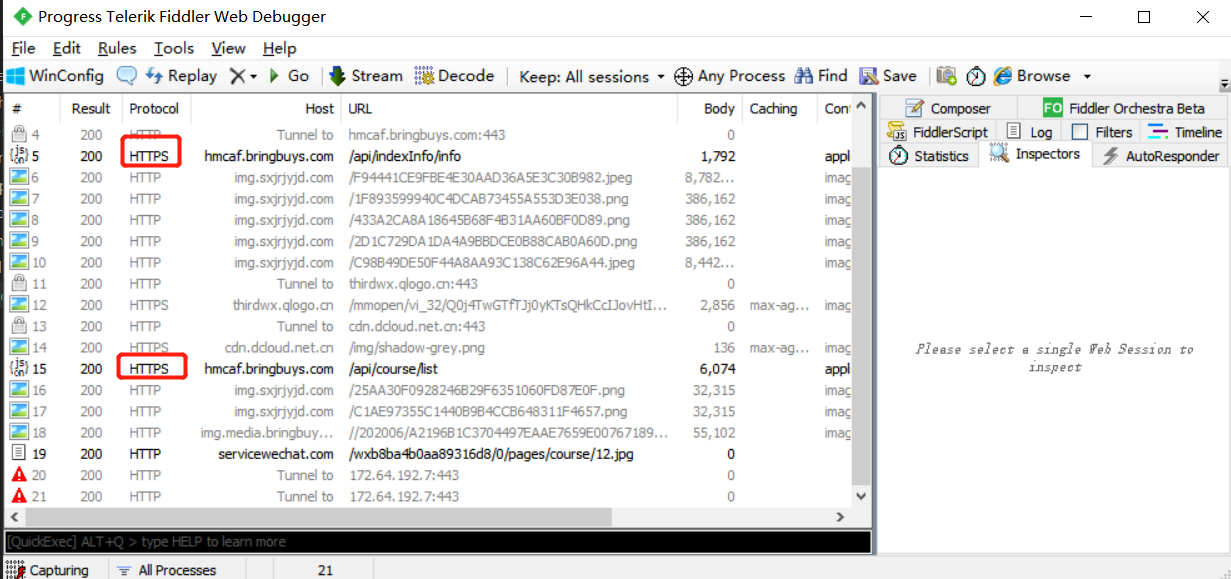 Progress Telerik Fiddler Web Debugger
File Edit Rules Tools View Help
WinConfig Replay Go Stream Decode Keep: All sessions Any Process Find Save Browse
# Result Protocol Host URL Body Caching Con
4 200 HTTP Tunnel to hmcaf.bringbuys.com:443 0
5 200 HTTPS hmcaf.bringbuys.com /api/indexInfo/info 1,792 appl
6 200 HTTP img.sxjrjyjd.com /F94441CE9FBE4E30AAD36A5E3C30B982.jpeg 8,782... imag
7 200 HTTP img.sxjrjyjd.com /1F893599940C4DCAB73455A553D3E038.png 386,162 imag
8 200 HTTP img.sxjrjyjd.com /433A2CA8A18645B68F4B31AA60BF0D89.png 386,162 imag
9 200 HTTP img.sxjrjyjd.com /2D1C729DA1DA4A9BBDCE0B88CAB0A60D.png 386,162 imag
10 200 HTTP img.sxjrjyjd.com /C98B49DE50F44A8AA93C138C62E96A44.jpeg 8,442... imag
11 200 HTTP Tunnel to thirdwx.qlogo.cn:443 0
12 200 HTTPS thirdwx.qlogo.cn /mmopen/vi_32/Q0j4TwGTfTJj0yKTsQHkCcIJovHtI... 2,856 max-ag... imag
13 200 HTTP Tunnel to cdn.dcloud.net.cn:443 0
14 200 HTTPS cdn.dcloud.net.cn /img/shadow-grey.png 136 max-ag... imag
15 200 HTTPS hmcaf.bringbuys.com /api/course/list 6,074 appl
16 200 HTTP img.sxjrjyjd.com /25AA30F0928246B29F6351060FD87E0F.png 32,315 imag
17 200 HTTP img.sxjrjyjd.com /C1AE97355C1440B9B4CCB648311F4657.png 32,315 imag
18 200 HTTP img.media.bringbuy... //202006/A2196B1C3704497EAAE7659E00767189... 55,102 imag
19 200 HTTP servicewechat.com /wxb8ba4b0aa89316d8/0/pages/course/12.jpg 0
20 200 HTTP Tunnel to 172.64.192.7:443 0
21 200 HTTP Tunnel to 172.64.192.7:443 0
[QuickExec] ALT+Q > type HELP to learn more
Capturing All Processes 21
Composer FO Fiddler Orchestra Beta
FiddlerScript Log Filters Timeline
Statistics Inspectors AutoResponder
Please select a single Web Session to
inspect